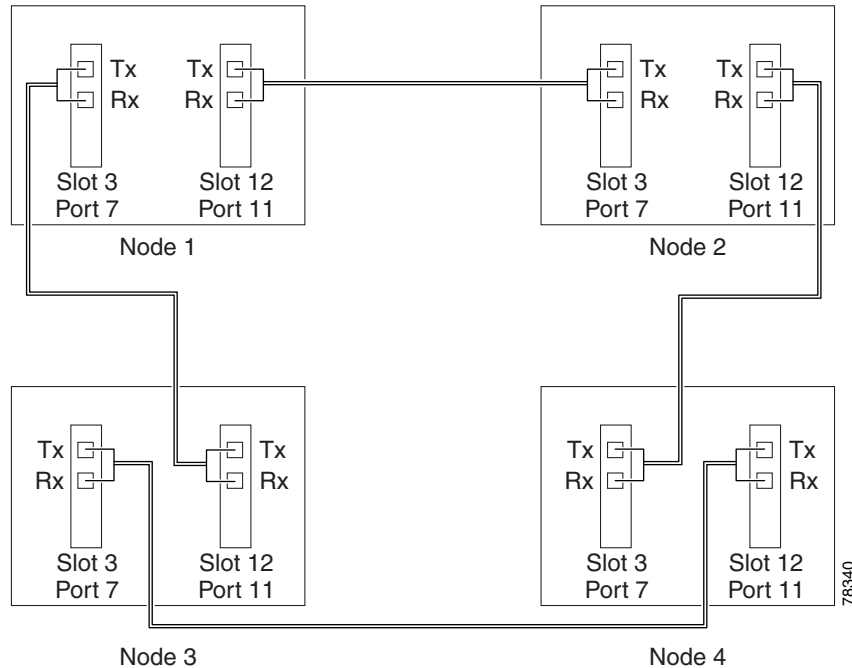 Tx Tx
Rx Rx
Slot 3 Slot 12
Port 7 Port 11
Node 1
Tx Tx
Rx Rx
Slot 3 Slot 12
Port 7 Port 11
Node 2
Tx Tx
Rx Rx
Slot 3 Slot 12
Port 7 Port 11
Node 3
Tx Tx
Rx Rx
Slot 3 Slot 12
Port 7 Port 11
Node 4
78340